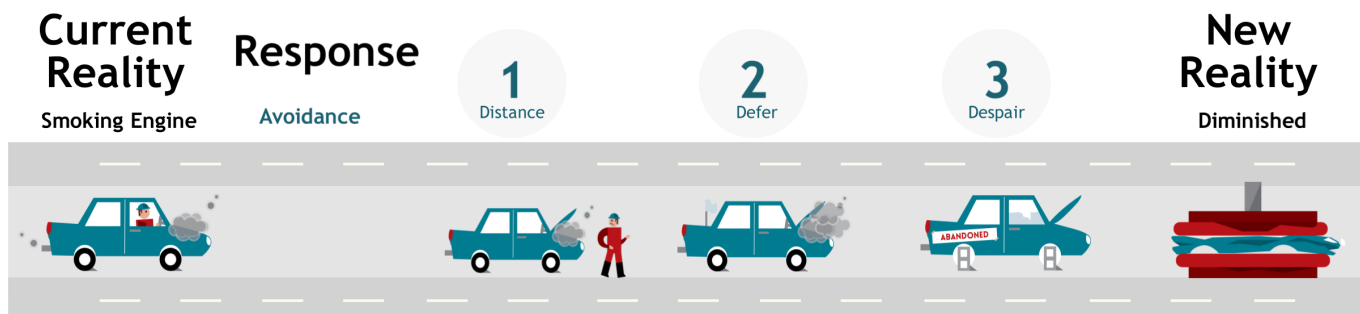 Current
Reality
Smoking Engine
Response
Avoidance
1
Distance
2
Defer
3
Despair
New
Reality
Diminished
ABANDONED